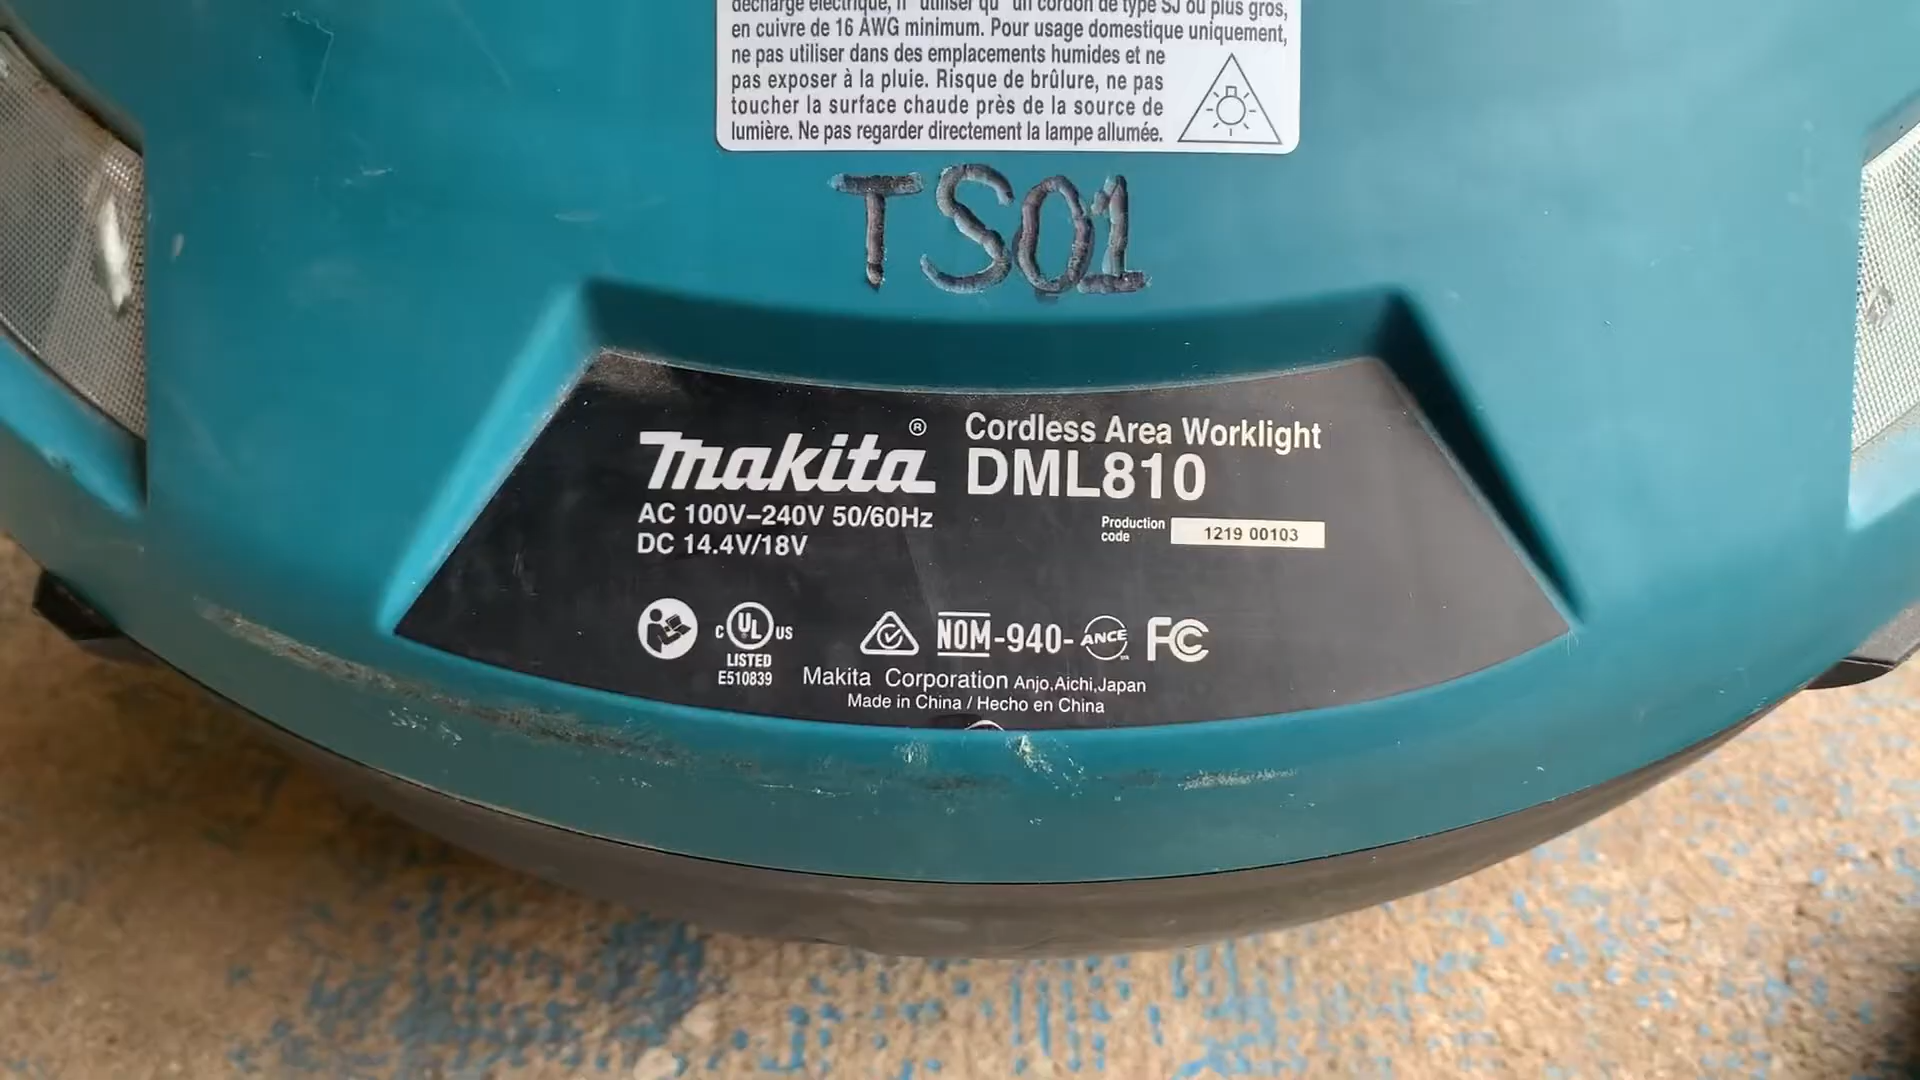 décharge électrique, n' utiliser qu' un cordon de type SJ ou plus gros,
en cuivre de 16 AWG minimum. Pour usage domestique uniquement,
ne pas utiliser dans des emplacements humides et ne
pas exposer à la pluie. Risque de brûlure, ne pas
toucher la surface chaude près de la source de
lumière. Ne pas regarder directement la lampe allumée.
TS01
makita® Cordless Area Worklight
DML810
AC 100V–240V 50/60Hz
DC 14.4V/18V
Production code 1219 00103
C UL US
LISTED
E510839
NOM-940-ANCE FC
Makita Corporation Anjo,Aichi,Japan
Made in China / Hecho en China